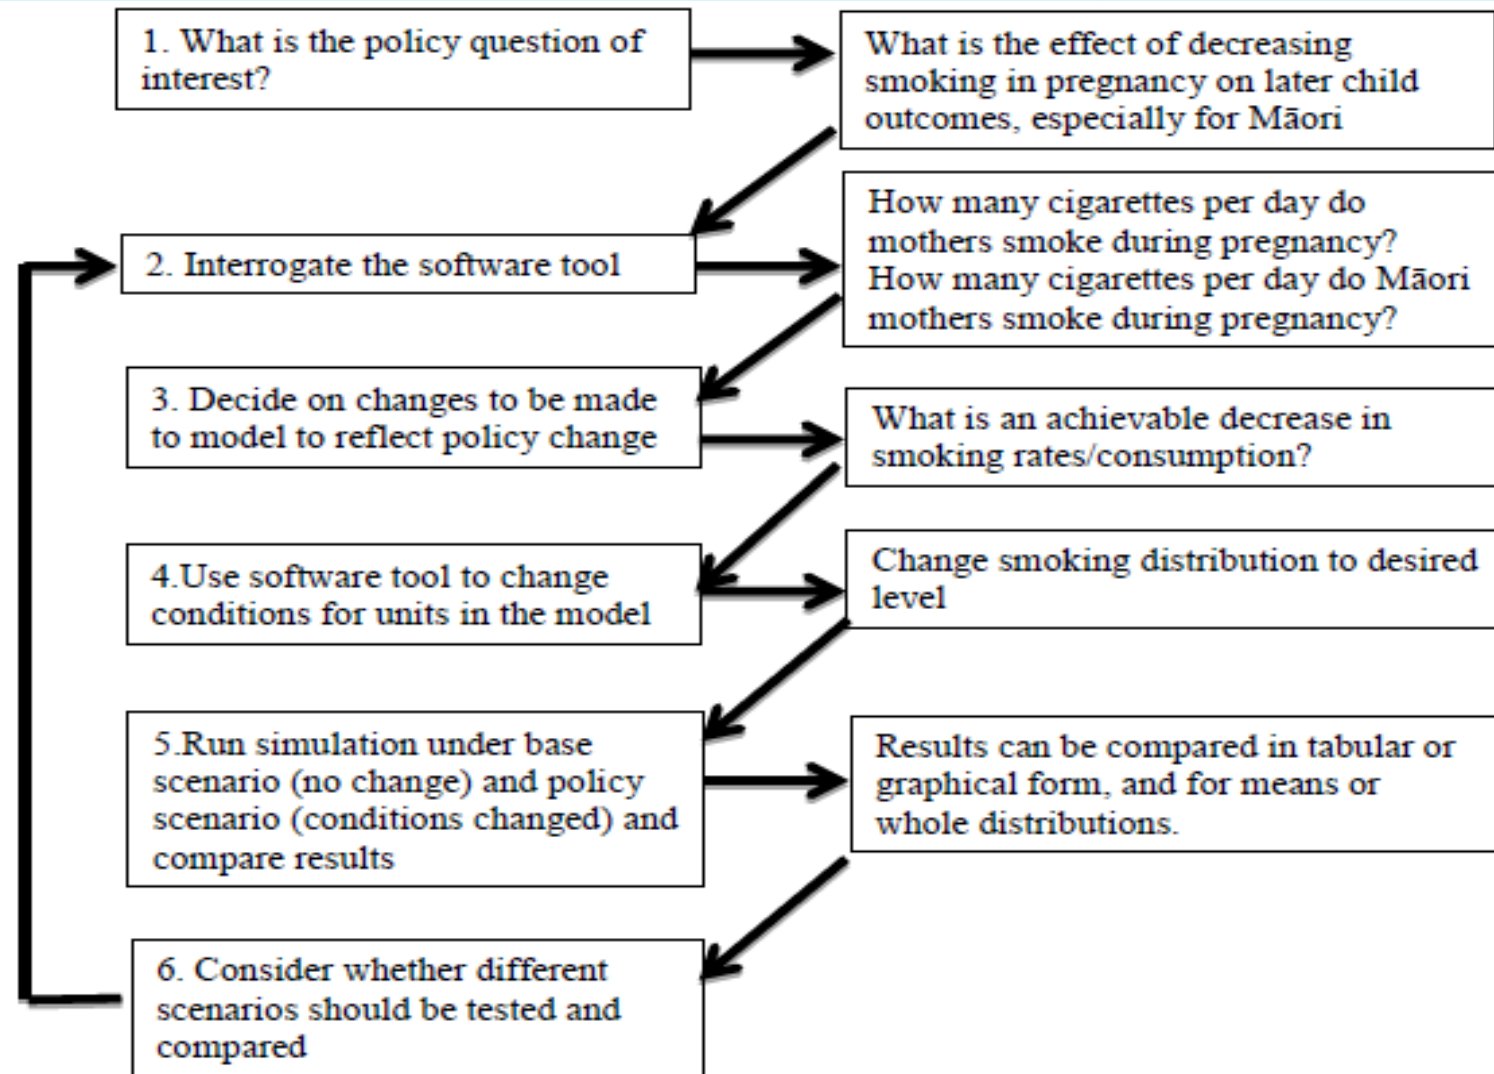 1. What is the policy question of
interest?
What is the effect of decreasing
smoking in pregnancy on later child
outcomes, especially for Māori
2. Interrogate the software tool
How many cigarettes per day do
mothers smoke during pregnancy?
How many cigarettes per day do Māori
mothers smoke during pregnancy?
3. Decide on changes to be made
to model to reflect policy change
What is an achievable decrease in
smoking rates/consumption?
4.Use software tool to change
conditions for units in the model
Change smoking distribution to desired
level
5.Run simulation under base
scenario (no change) and policy
scenario (conditions changed) and
compare results
Results can be compared in tabular or
graphical form, and for means or
whole distributions.
6. Consider whether different
scenarios should be tested and
compared